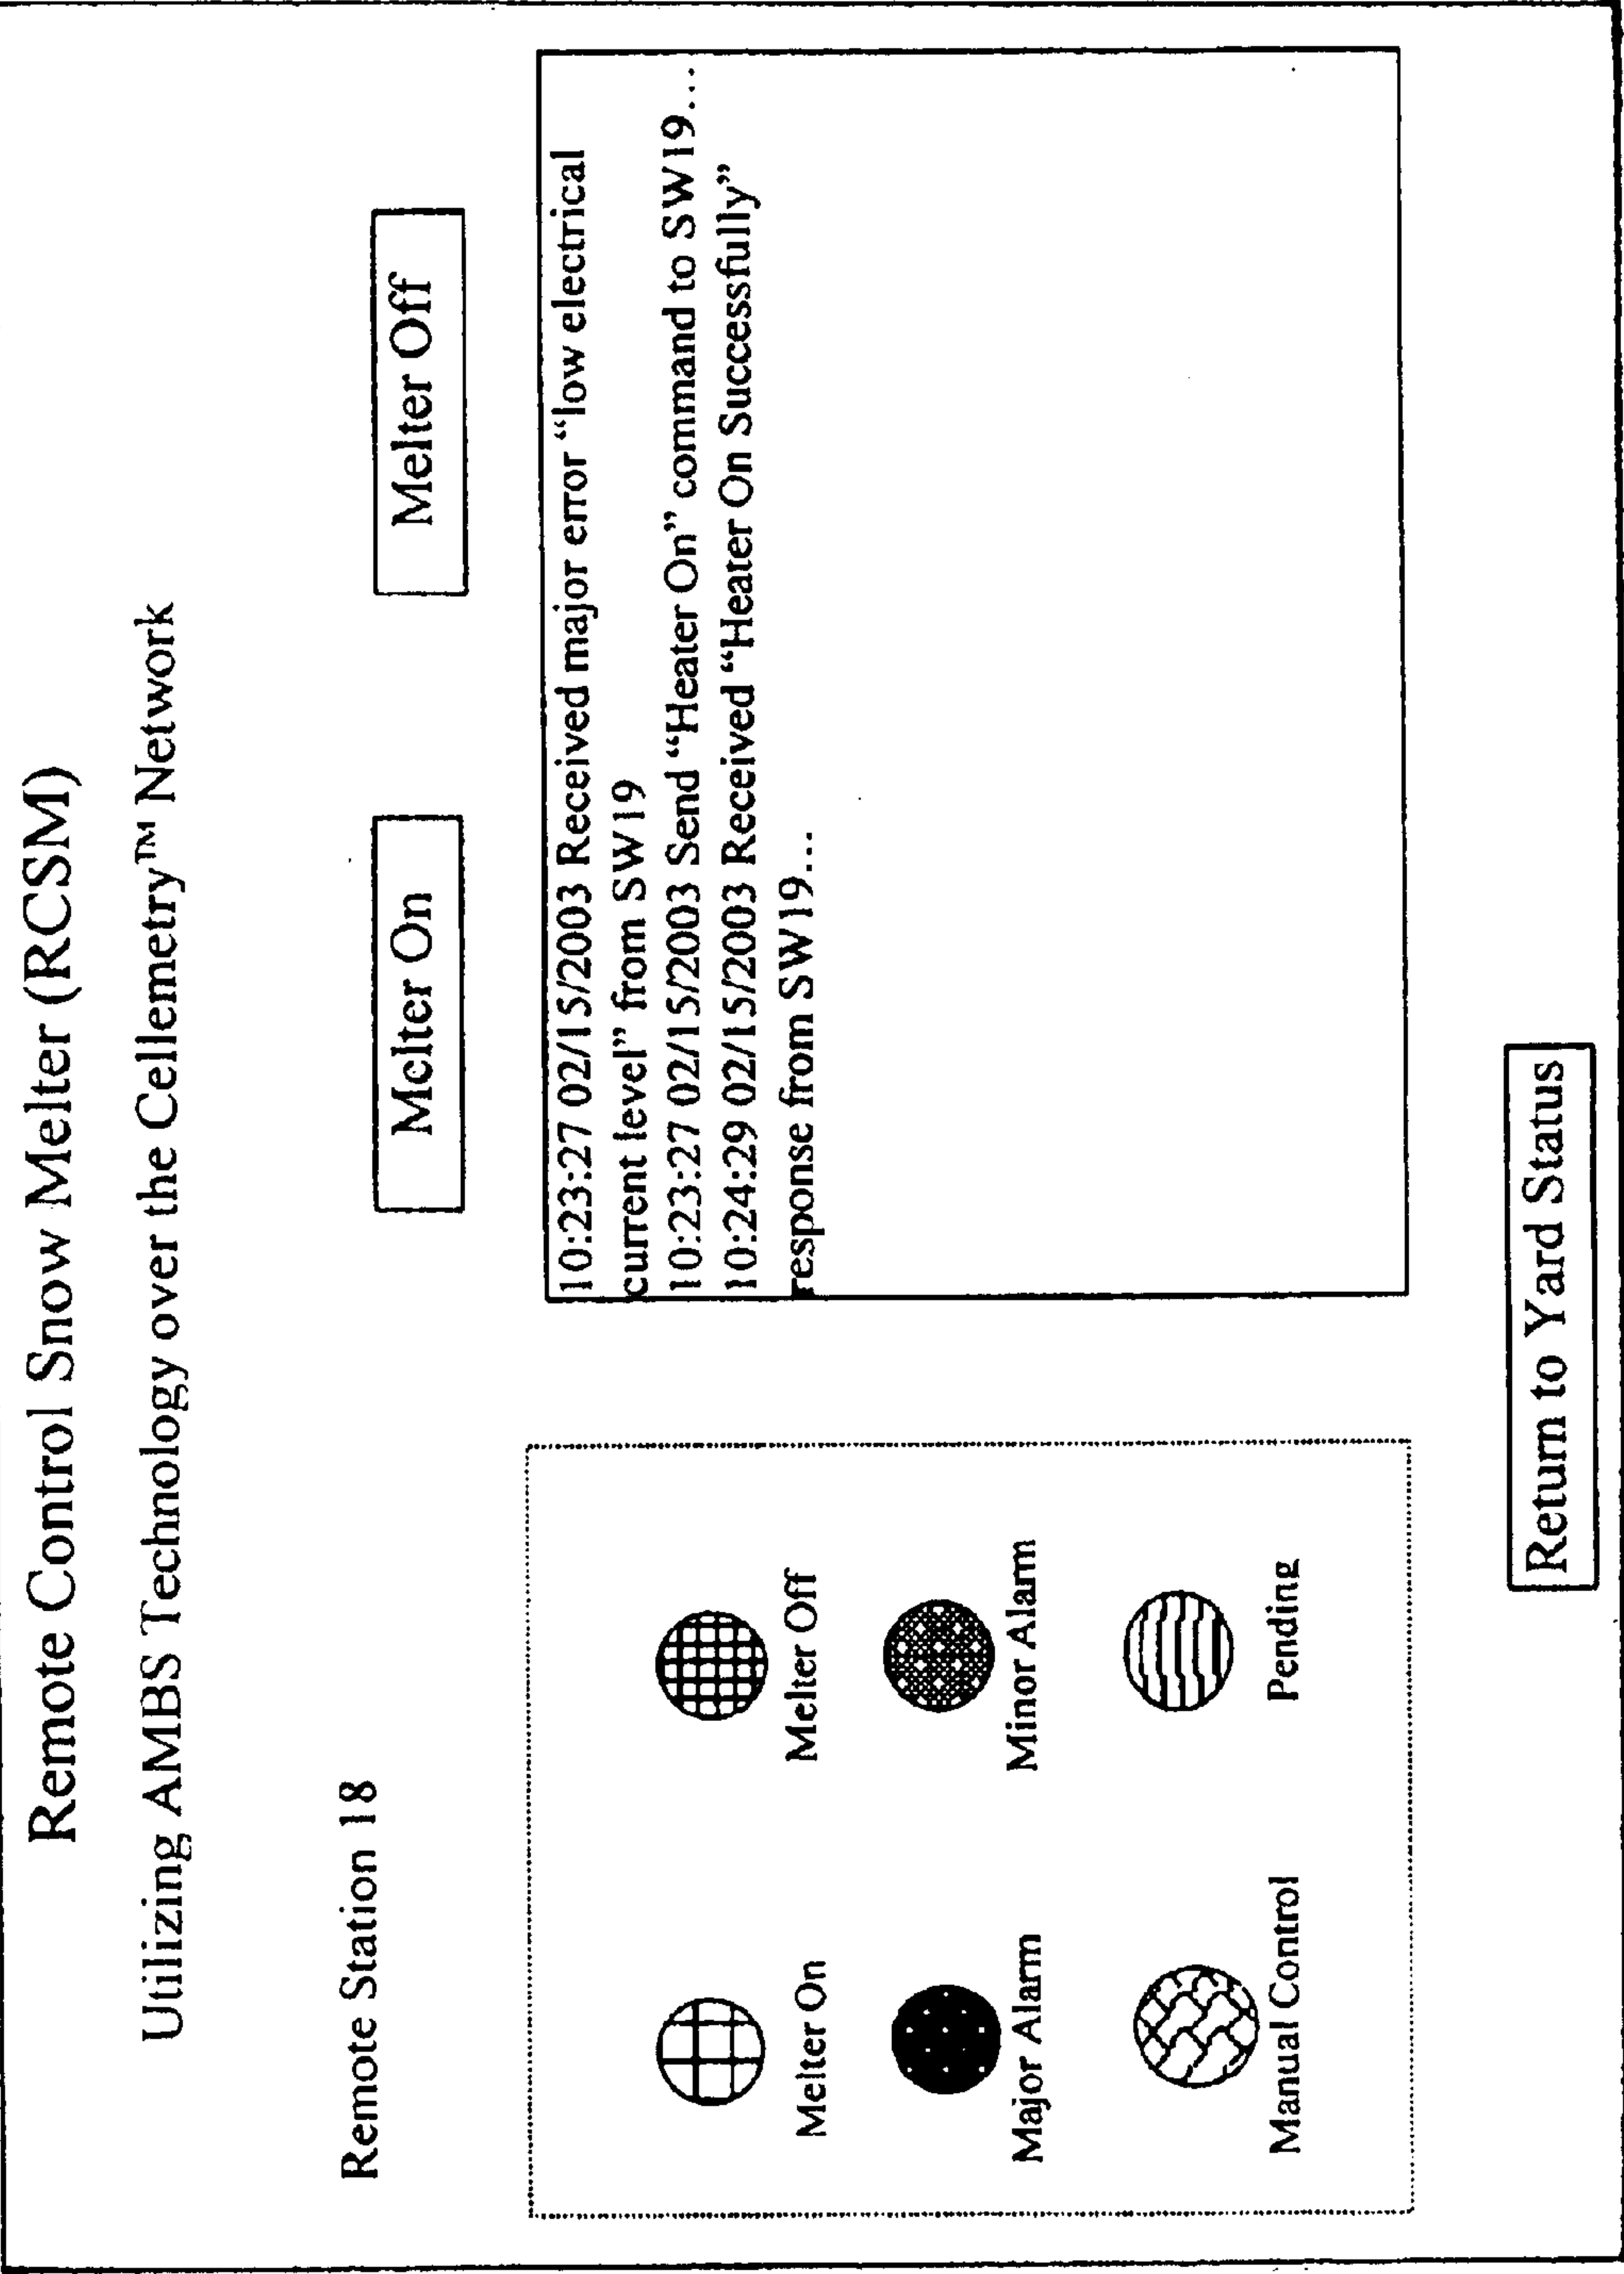 Remote Control Snow Melter (RCSM)
Utilizing AMBS Technology over the Cellemetry™ Network
Remote Station 18
Melter On
Melter Off
Melter On
Melter Off
Major Alarm
Minor Alarm
Manual Control
Pending
10:23:27 02/15/2003 Received major error “low electrical
current level” from SW19
10:23:27 02/15/2003 Send “Heater On” command to SW19...
10:24:29 02/15/2003 Received “Heater On Successfully”
response from SW19...
Return to Yard Status